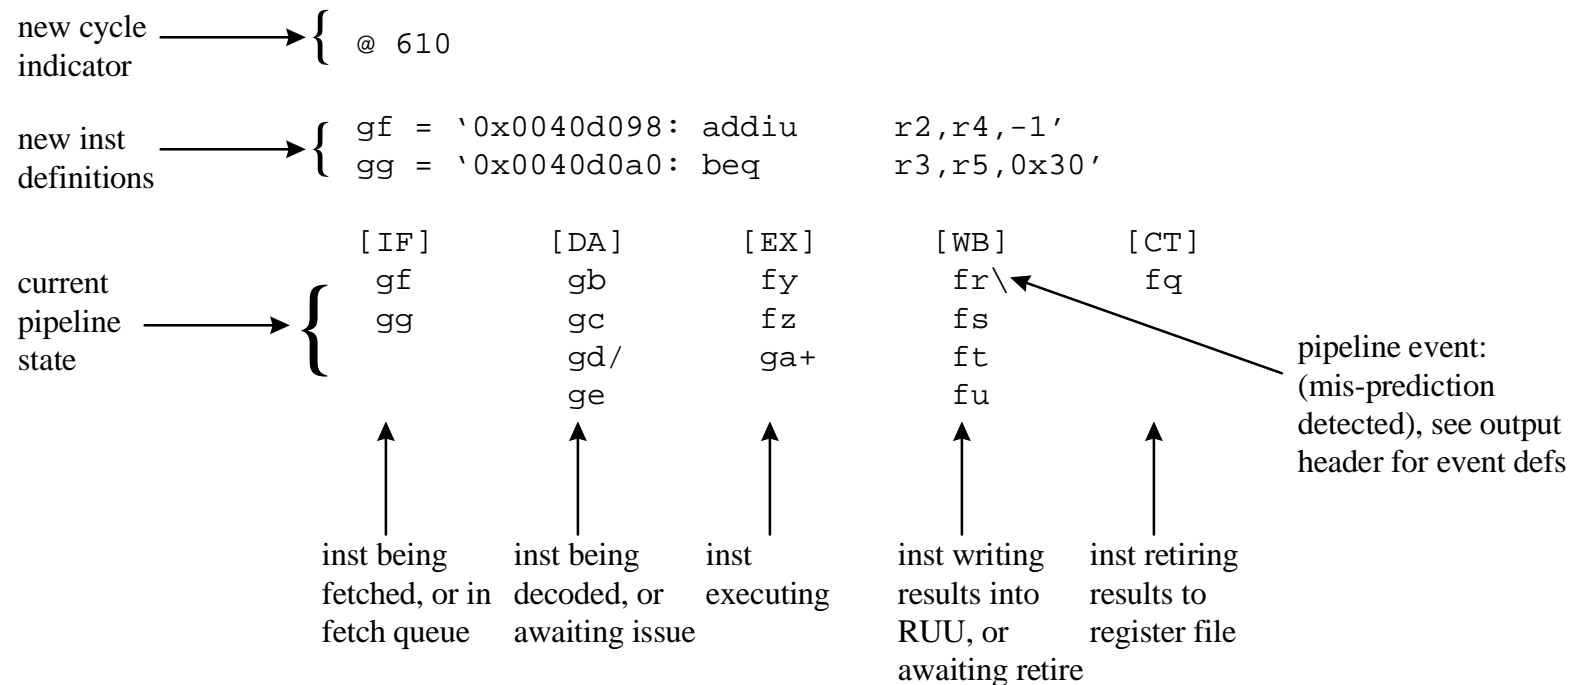 new cycle
indicator
{ @ 610
new inst
definitions
{ gf = ‘0x0040d098: addiu r2,r4,-1’
gg = ‘0x0040d0a0: beq r3,r5,0x30’
[IF] [DA] [EX] [WB] [CT]
current
pipeline
state
{ gf gb fy fr\ fq
gg gc fz fs
gd/ ga+ ft
ge fu
pipeline event:
(mis-prediction
detected), see output
header for event defs
inst being
fetched, or in
fetch queue
inst being
decoded, or
awaiting issue
inst
executing
inst writing
results into
RUU, or
awaiting retire
inst retiring
results to
register file